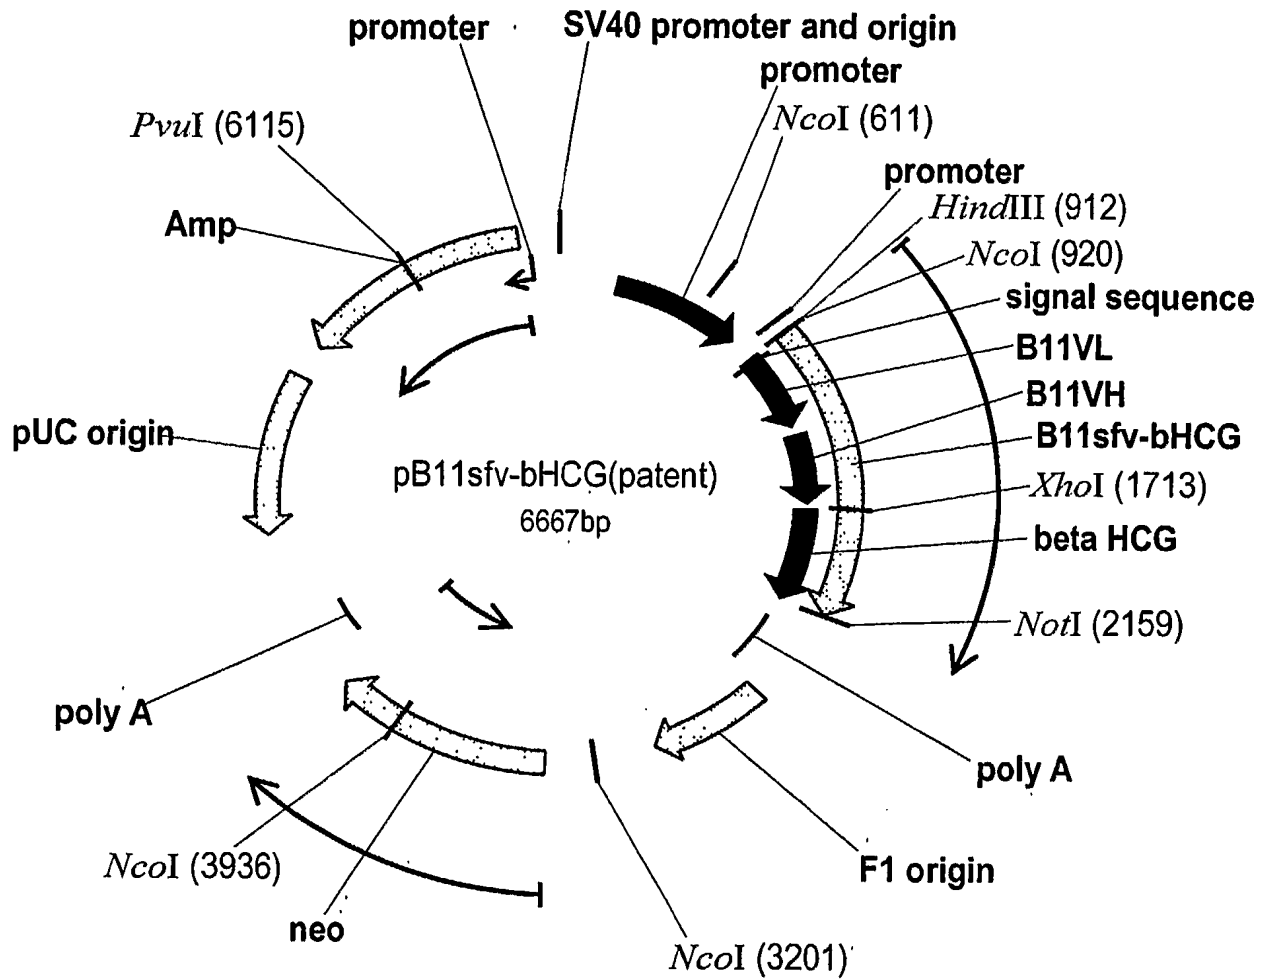 promoter
SV40 promoter and origin
promoter
NcoI (611)
PvuI (6115)
promoter
HindIII (912)
Amp
NcoI (920)
signal sequence
B11VL
B11VH
pUC origin
B11sfv-bHCG
pB11sfv-bHCG(patent)
6667bp
XhoI (1713)
beta HCG
NotI (2159)
poly A
poly A
NcoI (3936)
F1 origin
neo
NcoI (3201)